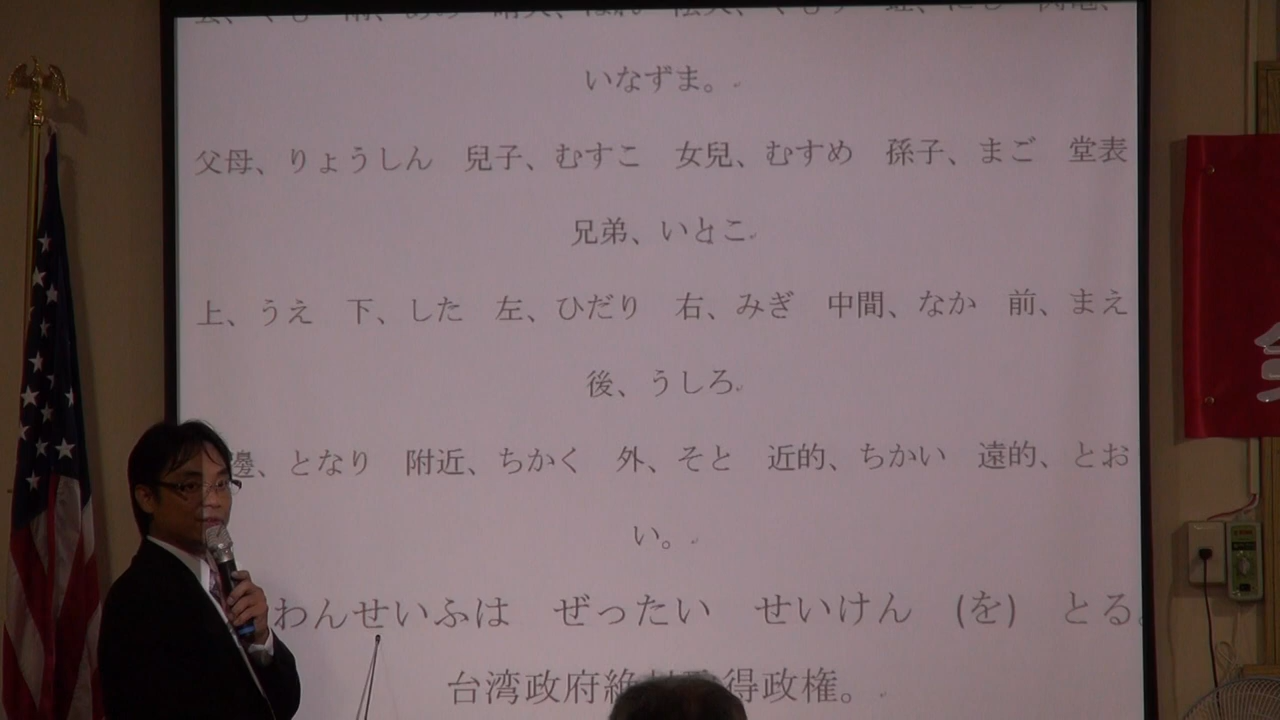 いなずま。
父母、りょうしん　兒子、むすこ　女兒、むすめ　孫子、まご　堂表
兄弟、いとこ
上、うえ　下、した　左、ひだり　右、みぎ　中間、なか　前、まえ
後、うしろ
邊、となり　附近、ちかく　外、そと　近的、ちかい　遠的、とお
い。
わんせいふは　ぜったい　せいけん　(を)　とる。
台湾政府絶 得政権。